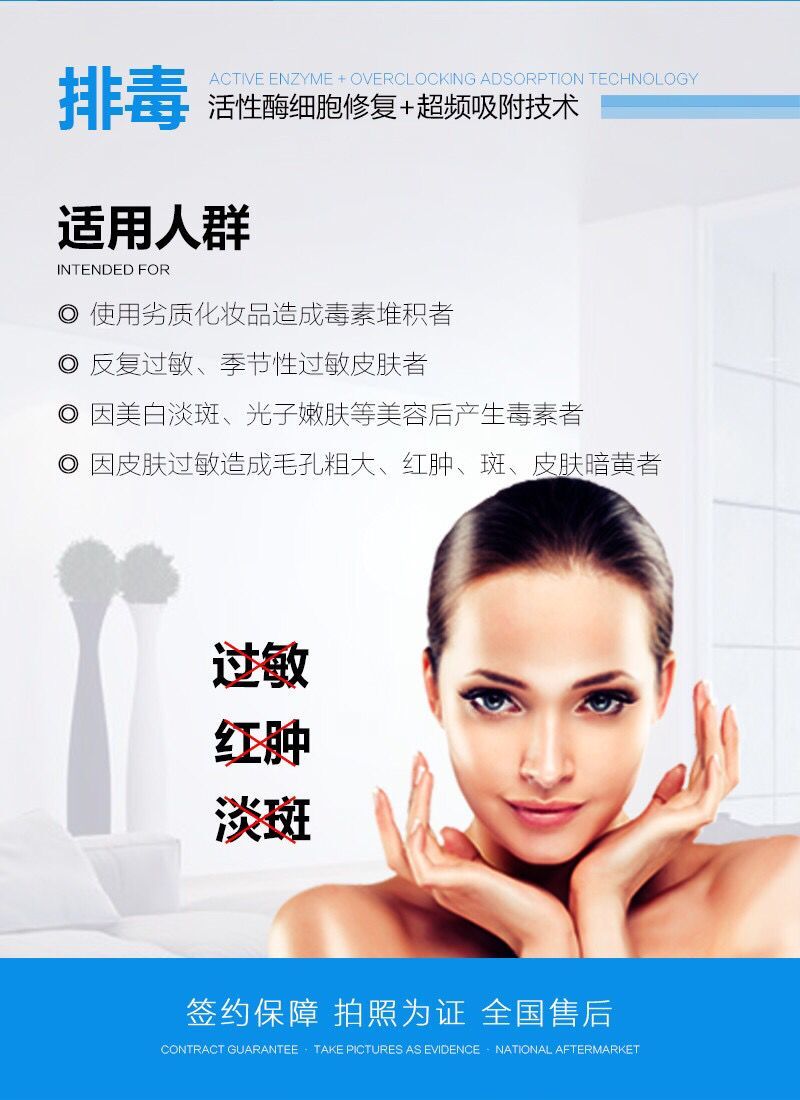 排毒
ACTIVE ENZYME + OVERCLOCKING ADSORPTION TECHNOLOGY
活性酶细胞修复+超频吸附技术
适用人群
INTENDED FOR
◎ 使用劣质化妆品造成毒素堆积者
◎ 反复过敏、季节性过敏皮肤者
◎ 因美白淡斑、光子嫩肤等美容后产生毒素者
◎ 因皮肤过敏造成毛孔粗大、红肿、斑、皮肤暗黄者
过敏
红肿
淡斑
签约保障 拍照为证 全国售后
CONTRACT GUARANTEE · TAKE PICTURES AS EVIDENCE · NATIONAL AFTERMARKET